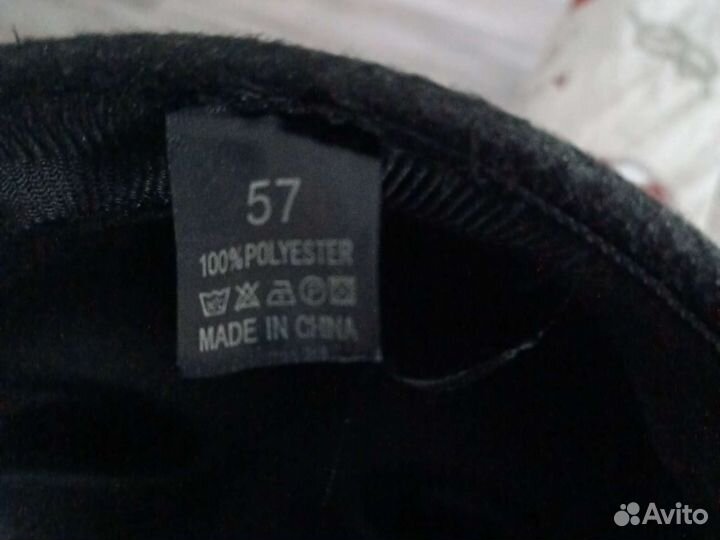 57
100% POLYESTER
MADE IN CHINA
Avito